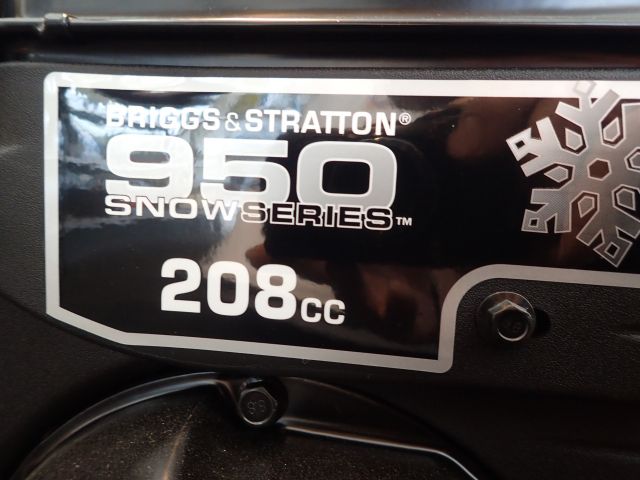 BRIGGS & STRATTON®
950
SNOWSERIES™
208cc